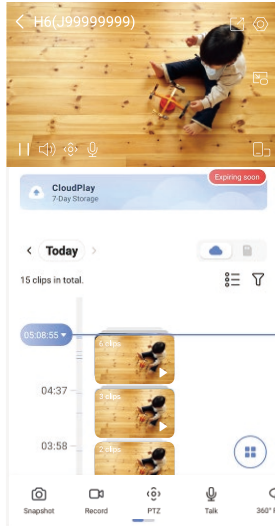 H6(J99999999)
Expiring soon
CloudPlay
7-Day Storage
Today
15 clips in total.
05:08:55
6 clips
04:37
3 clips
03:58
2 clips
Snapshot
Record
PTZ
Talk
360°